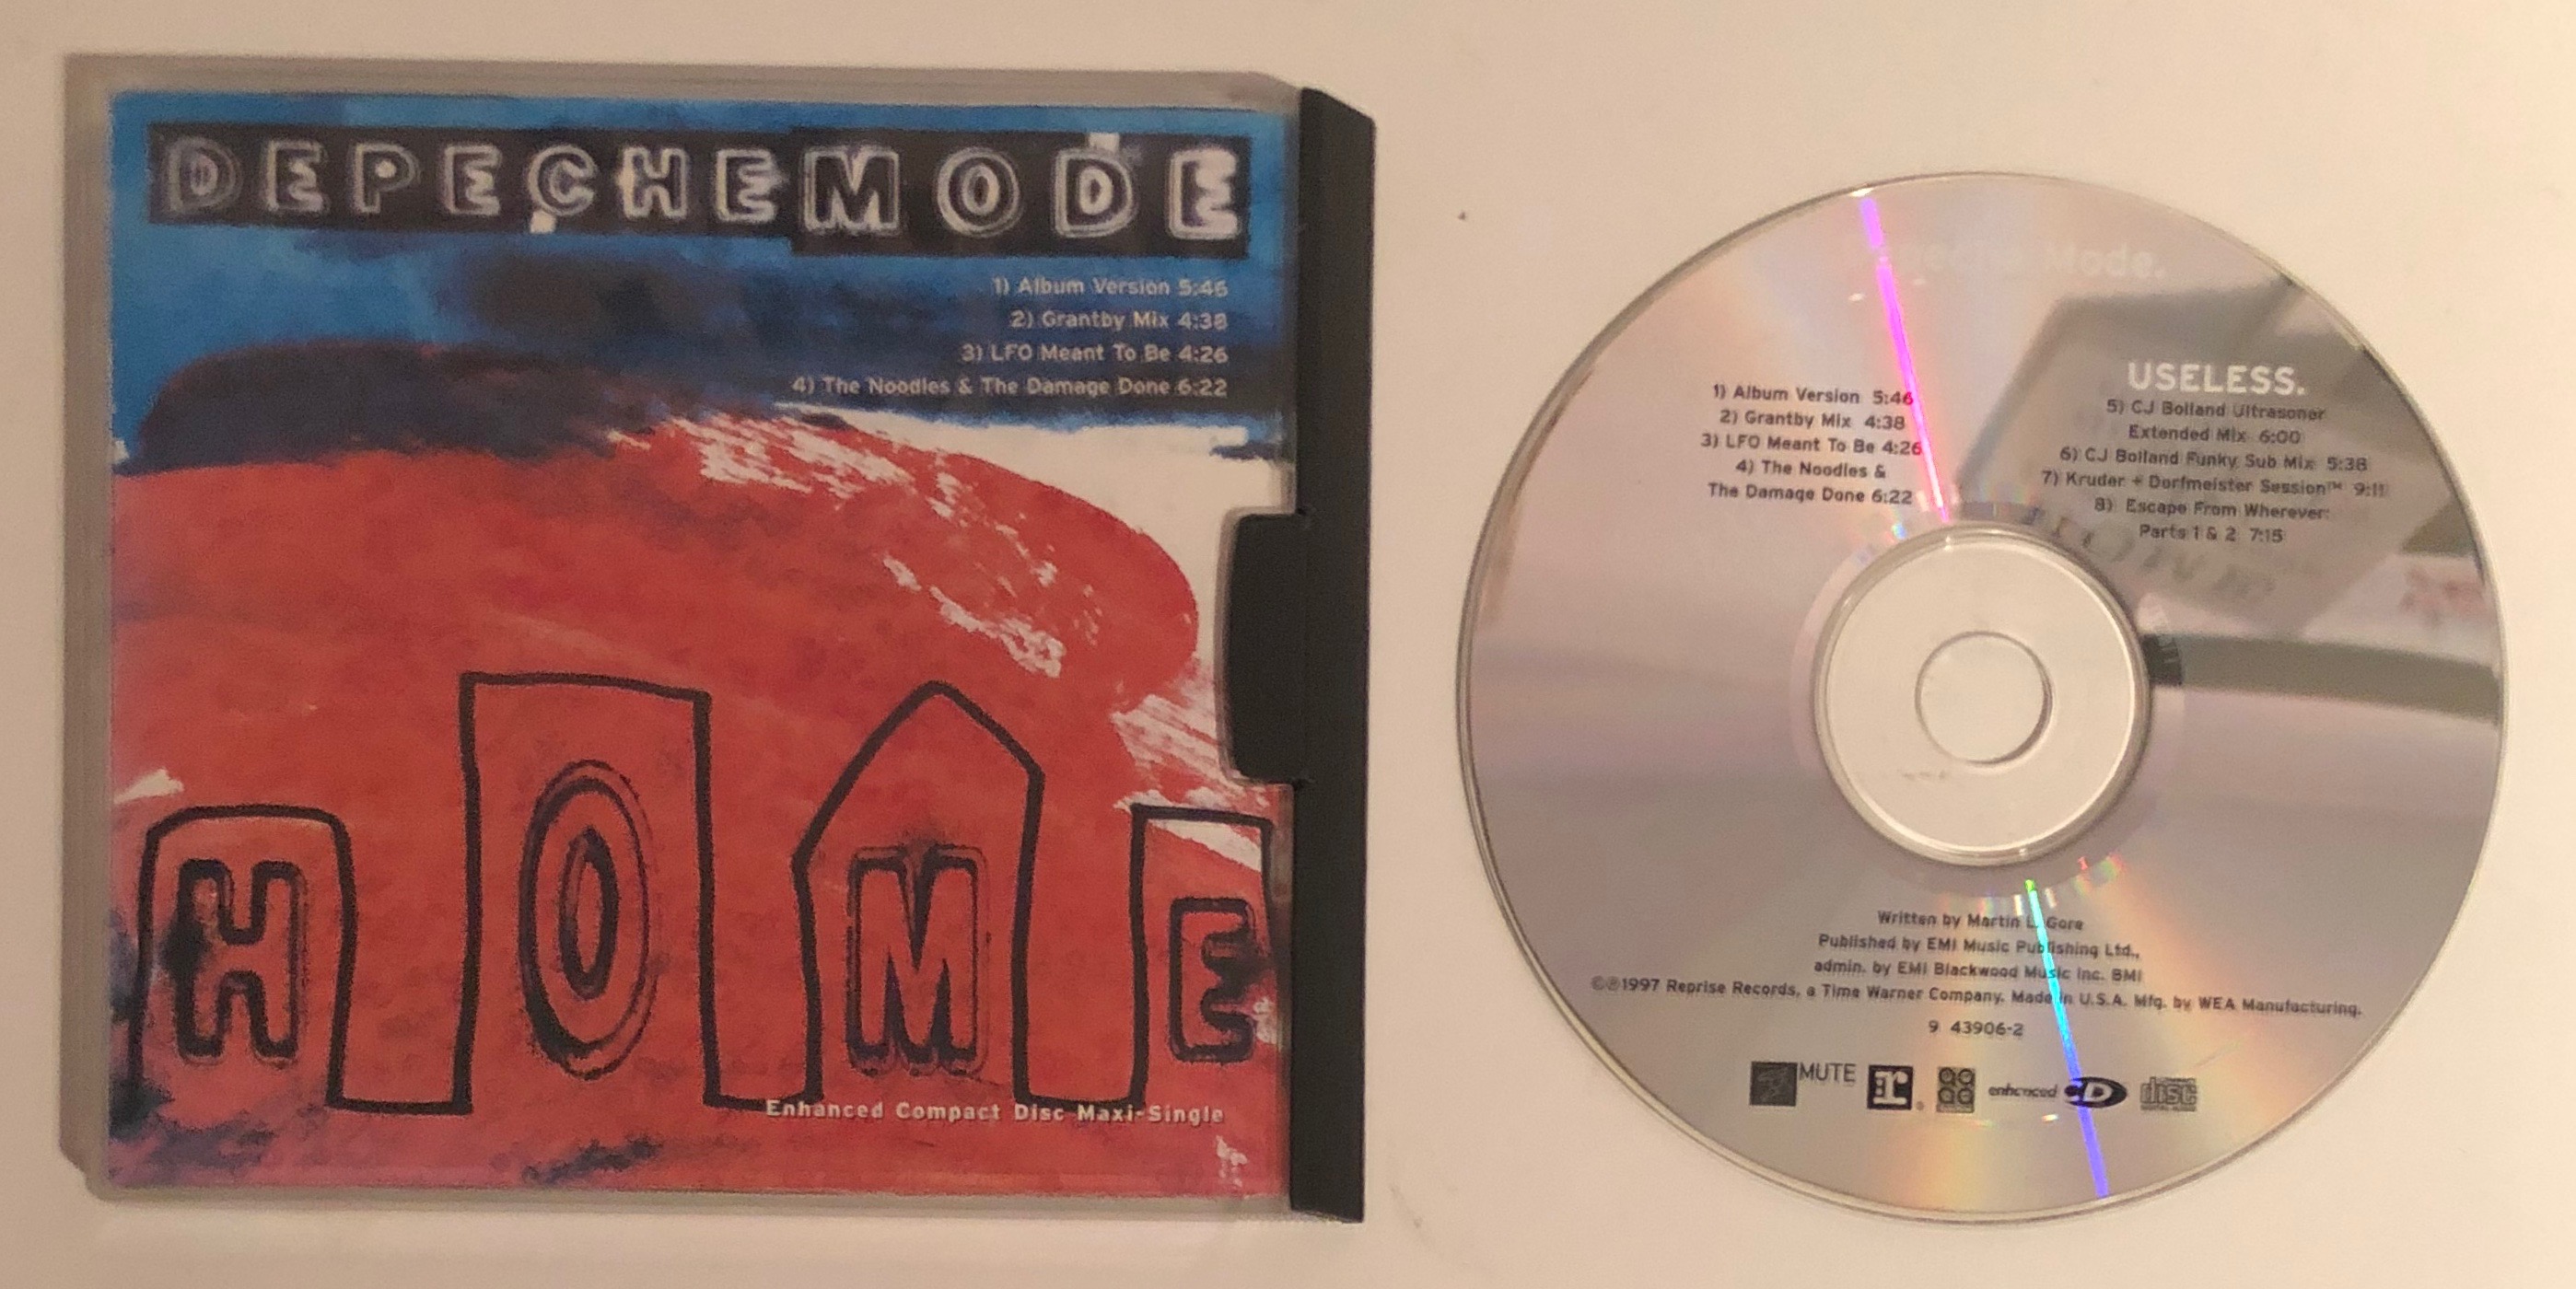 DEPECHE MODE
1) Album Version 5:46
2) Grantby Mix 4:38
3) LFO Meant To Be 4:26
4) The Noodles & The Damage Done 6:22
HOME
Enhanced Compact Disc Maxi-Single
Mode.
1) Album Version 5:46
2) Grantby Mix 4:38
3) LFO Meant To Be 4:26
4) The Noodles &
The Damage Done 6:22
USELESS.
5) CJ Bolland Ultrasoner
Extended Mix 6:00
6) CJ Bolland Funky Sub Mix 5:38
7) Kruder + Dorfmeister Session™ 9:11
8) Escape From Wherever:
Parts 1 & 2 7:15
Written by Martin L. Gore
Published by EMI Music Publishing Ltd.,
admin. by EMI Blackwood Music Inc. BMI
©℗1997 Reprise Records, a Time Warner Company. Made in U.S.A. Mfg. by WEA Manufacturing.
9 43906-2
MUTE r enhanced CD disc